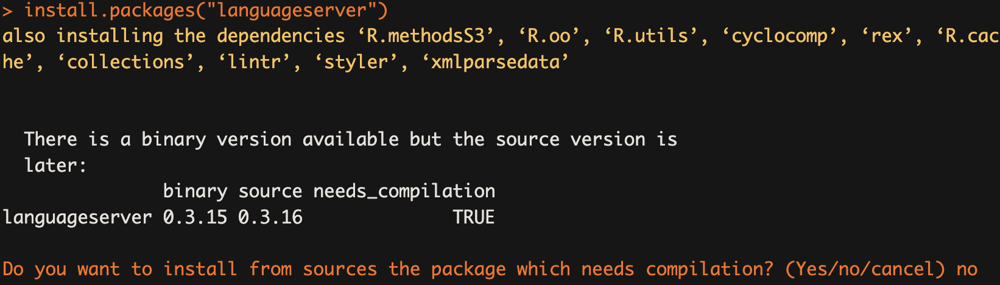 > install.packages("languageserver")
also installing the dependencies ‘R.methodsS3’, ‘R.oo’, ‘R.utils’, ‘cyclocomp’, ‘rex’, ‘R.cac
he’, ‘collections’, ‘lintr’, ‘styler’, ‘xmlparsedata’
There is a binary version available but the source version is
later:
binary source needs_compilation
languageserver 0.3.15 0.3.16 TRUE
Do you want to install from sources the package which needs compilation? (Yes/no/cancel) no